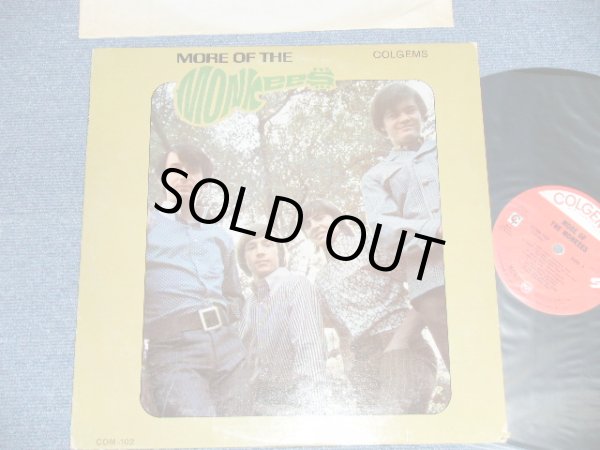 MORE OF THE
MONKEES
COLGEMS
SOLD OUT
COM-102
COLGEMS
MORE OF
THE MONKEES